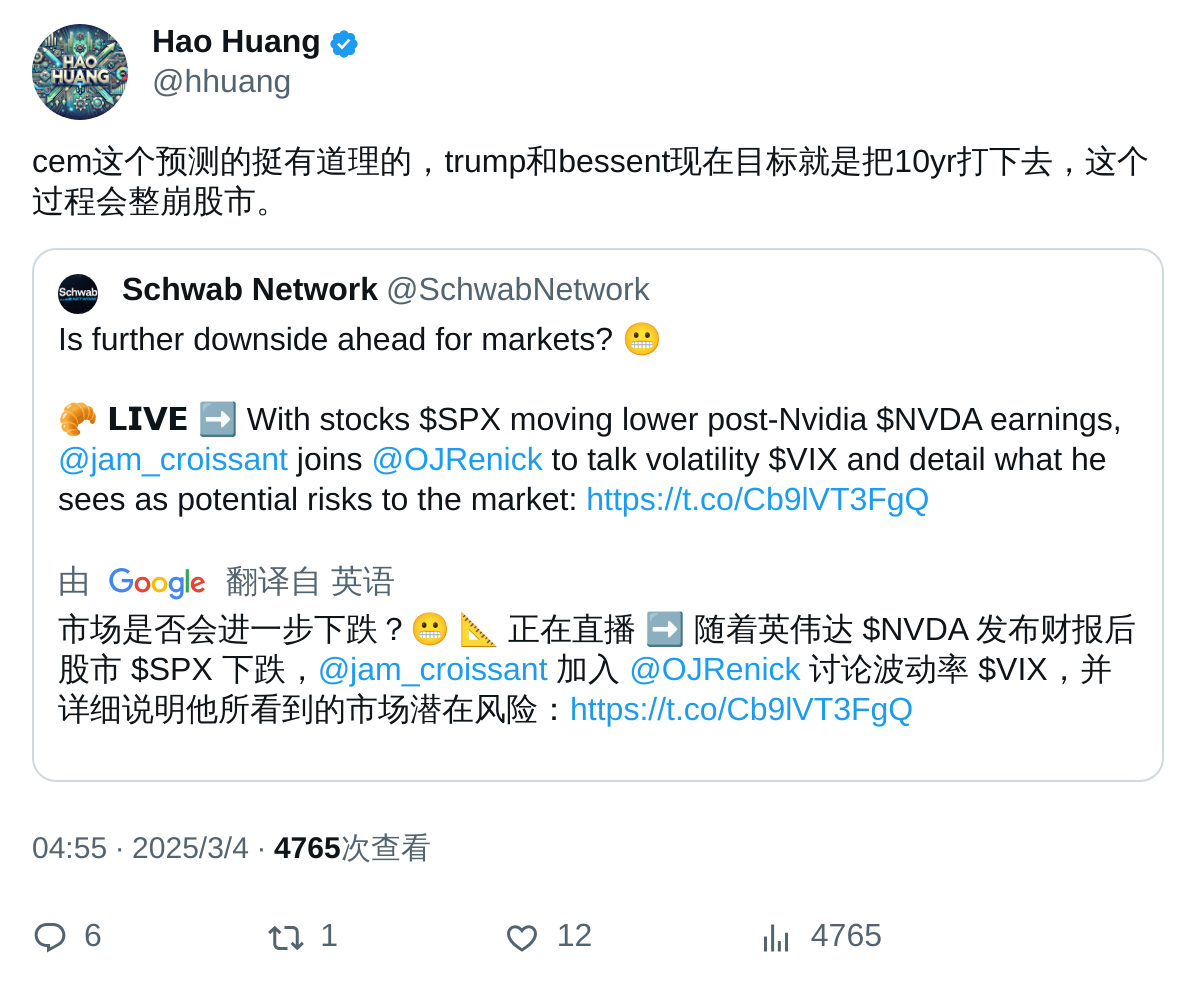 HAO
HUANG
Hao Huang
@hhuang
cem这个预测的挺有道理的，trump和bessent现在目标就是把10yr打下去，这个
过程会整崩股市。
Schwab
NETWORK
Schwab Network @SchwabNetwork
Is further downside ahead for markets? 😬
🥐 𝗟𝗜𝗩𝗘 ➡️ With stocks $SPX moving lower post-Nvidia $NVDA earnings,
@jam_croissant joins @OJRenick to talk volatility $VIX and detail what he
sees as potential risks to the market: https://t.co/Cb9lVT3FgQ
由 Google 翻译自 英语
市场是否会进一步下跌？😬 📐 正在直播 ➡️ 随着英伟达 $NVDA 发布财报后
股市 $SPX 下跌，@jam_croissant 加入 @OJRenick 讨论波动率 $VIX，并
详细说明他所看到的市场潜在风险：https://t.co/Cb9lVT3FgQ
04:55 · 2025/3/4 · 4765次查看
6 1 12 4765